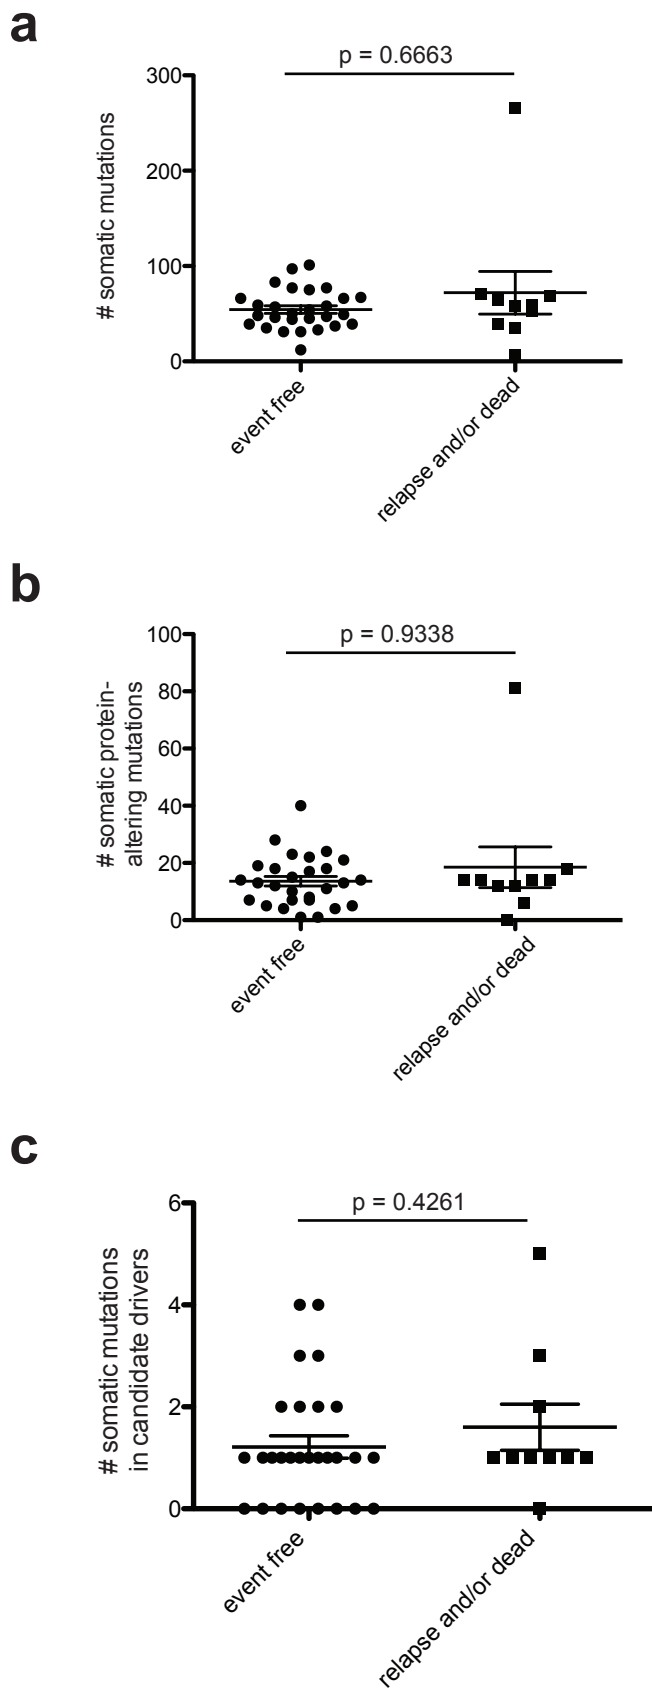 a
p = 0.6663
# somatic mutations
300
200
100
0
event free
relapse and/or dead
b
p = 0.9338
# somatic protein-
altering mutations
100
80
60
40
20
0
event free
relapse and/or dead
c
p = 0.4261
# somatic mutations
in candidate drivers
6
4
2
0
event free
relapse and/or dead